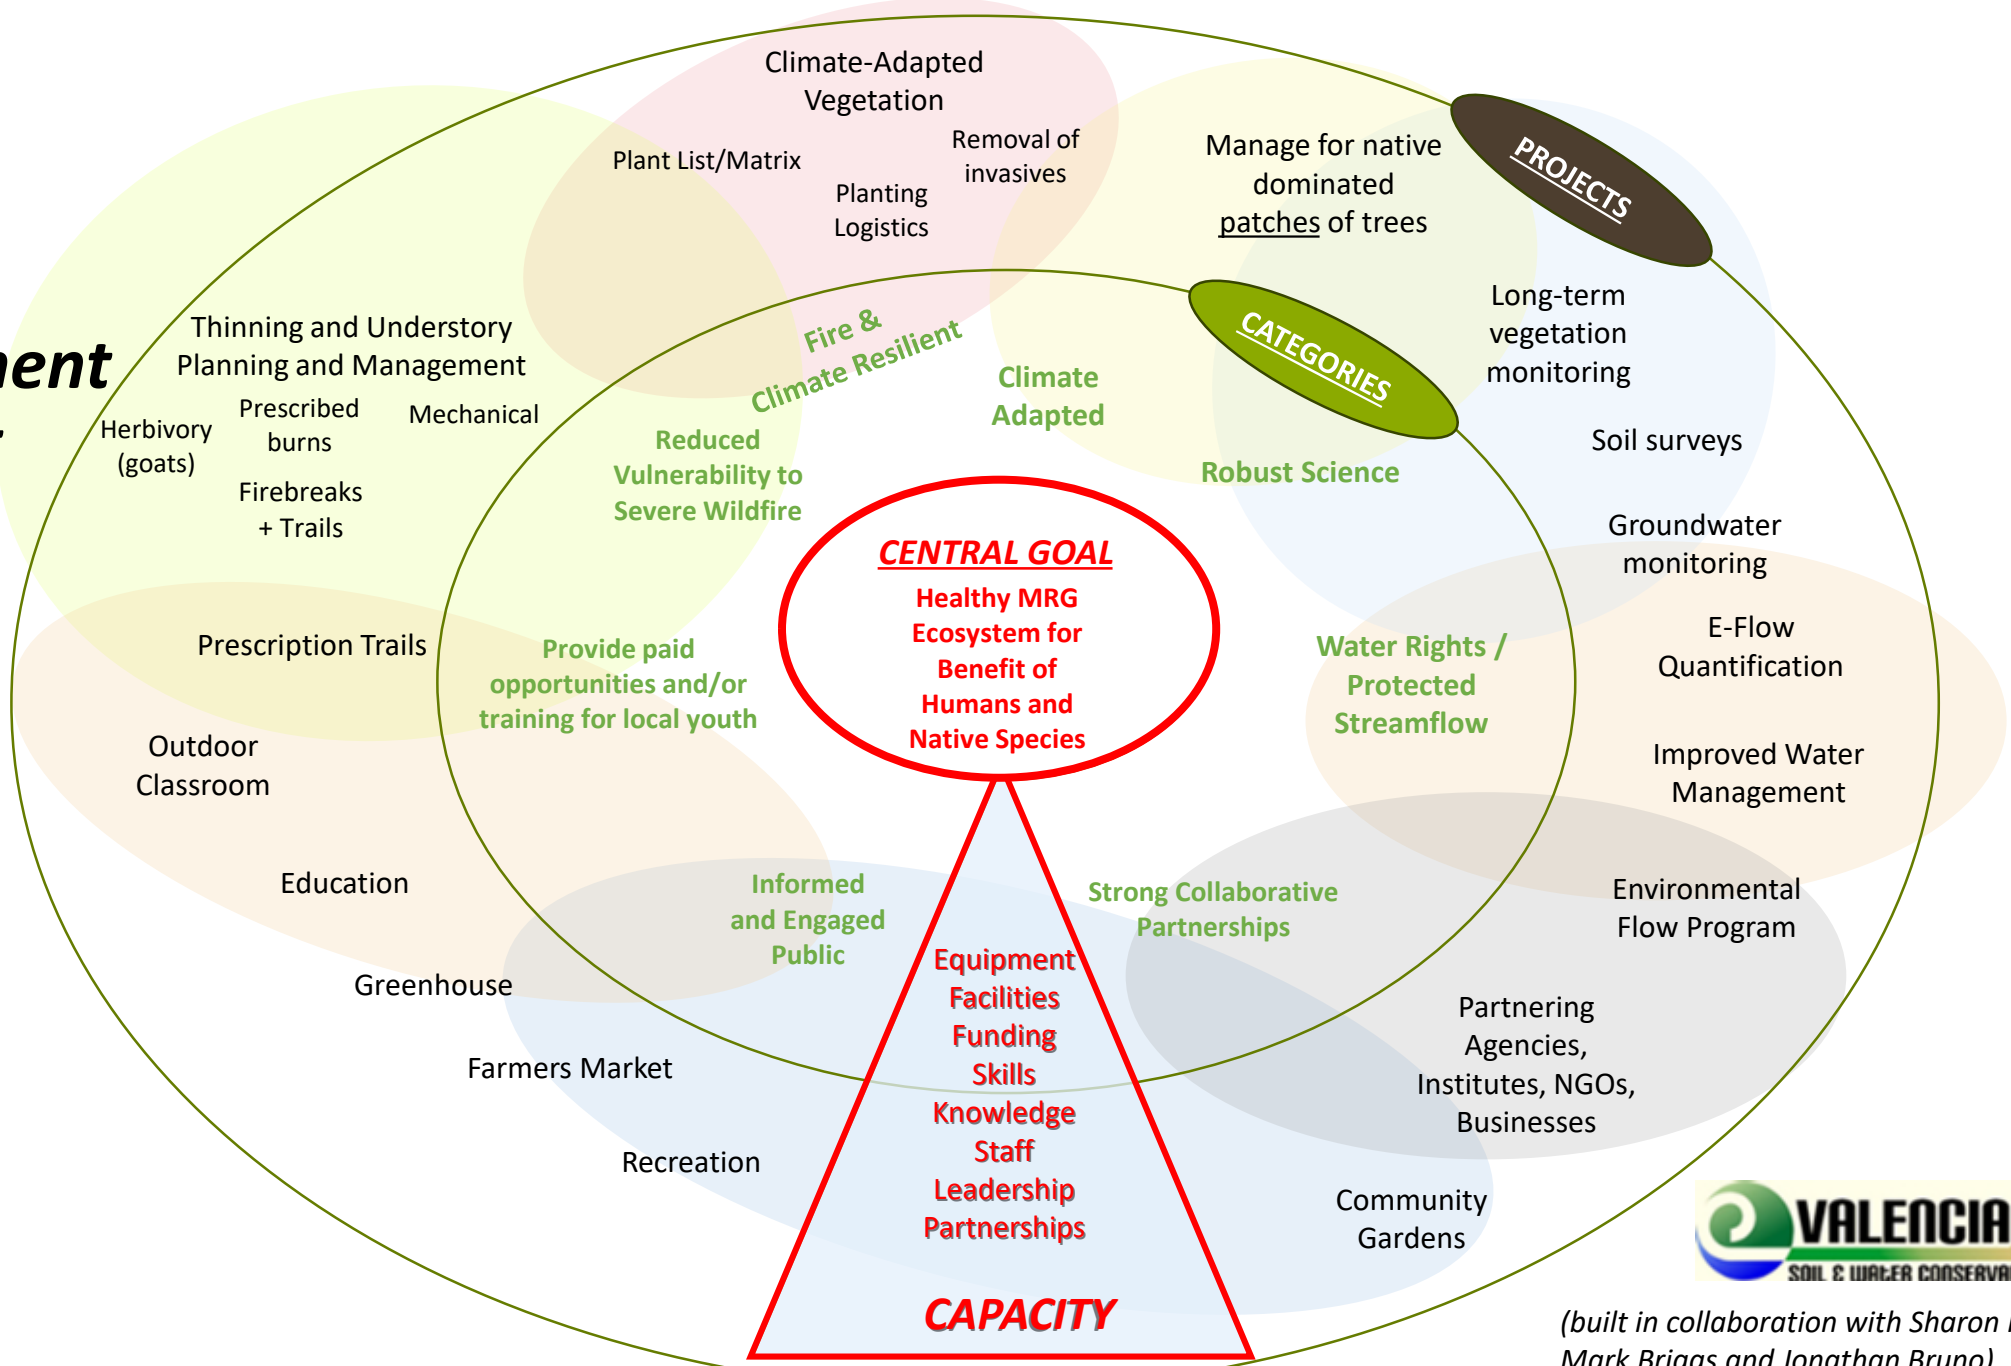 Climate-Adapted
Vegetation
Plant List/Matrix
Removal of
invasives
Planting
Logistics
Manage for native
dominated
patches of trees
PROJECTS
Long-term
vegetation
monitoring
Soil surveys
Groundwater
monitoring
E-Flow
Quantification
Improved Water
Management
Environmental
Flow Program
Partnering
Agencies,
Institutes, NGOs,
Businesses
Community
Gardens
Thinning and Understory
Planning and Management
Herbivory
(goats)
Prescribed
burns
Mechanical
Firebreaks
+ Trails
Prescription Trails
Outdoor
Classroom
Education
Greenhouse
Farmers Market
Recreation
CATEGORIES
Fire &
Climate Resilient
Climate
Adapted
Reduced
Vulnerability to
Severe Wildfire
Robust Science
Provide paid
opportunities and/or
training for local youth
Water Rights /
Protected
Streamflow
Informed
and Engaged
Public
Strong Collaborative
Partnerships
CENTRAL GOAL
Healthy MRG
Ecosystem for
Benefit of
Humans and
Native Species
Equipment
Facilities
Funding
Skills
Knowledge
Staff
Leadership
Partnerships
CAPACITY
VALENCIA
SOIL & WATER
(built in collaboration with Sharon
Mark Briggs and Jonathan Bruno)